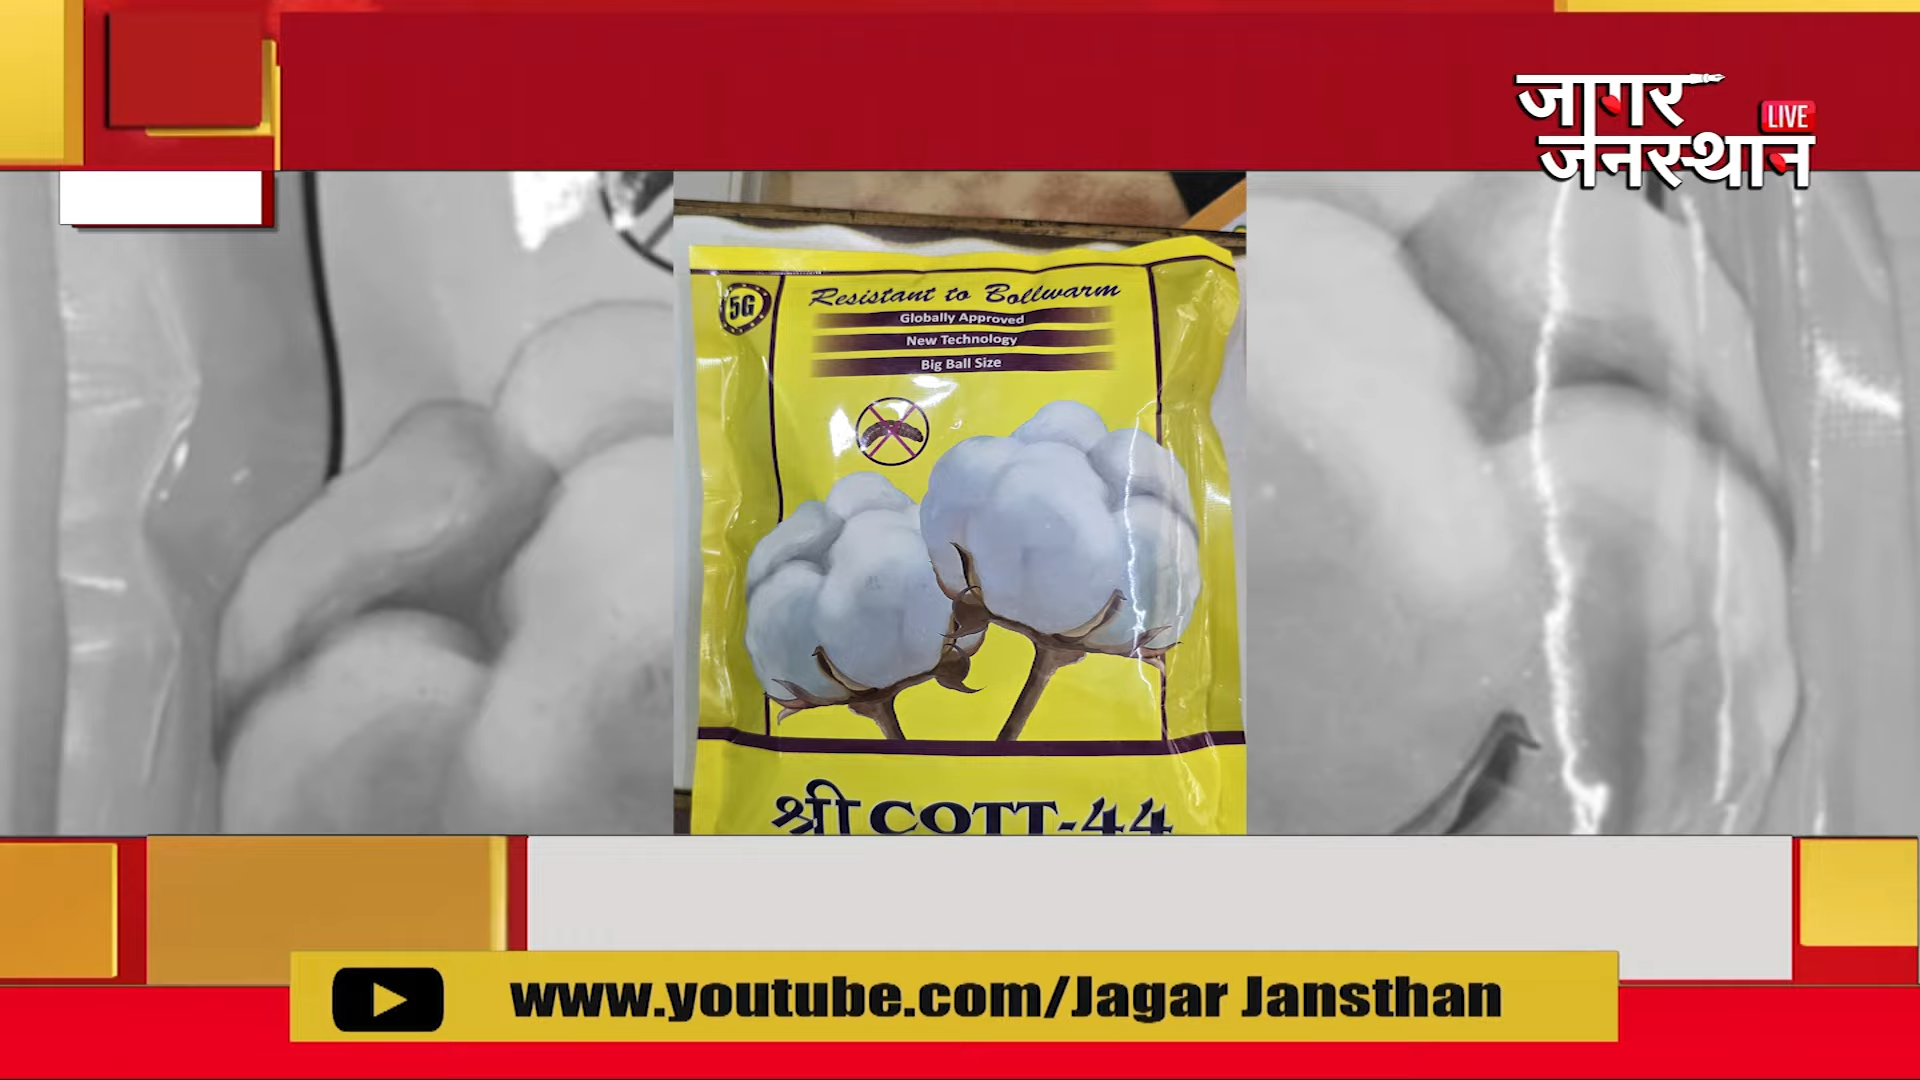 जागर
LIVE
जनस्थान
5G
Resistant to Bollwarm
Globally Approved
New Technology
Big Ball Size
श्री COTT-44
www.youtube.com/Jagar Jansthan